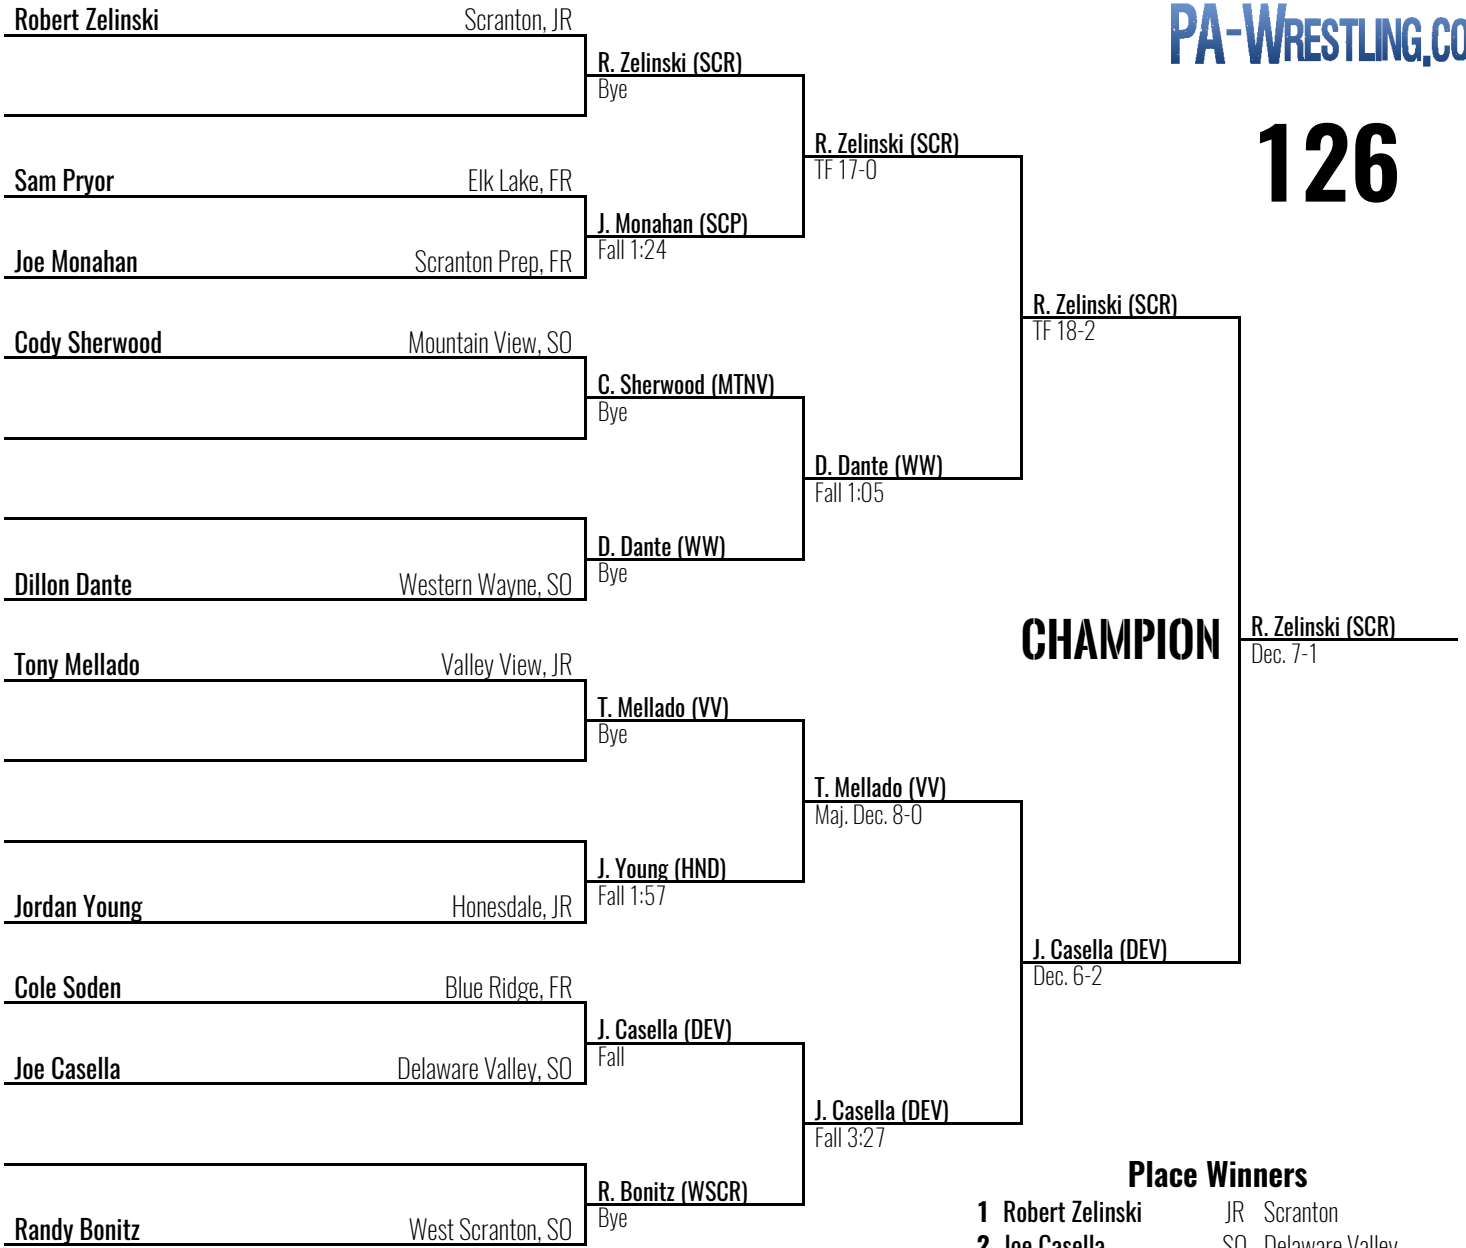 Robert Zelinski Scranton, JR
PA-WRESTLING.CO
R. Zelinski (SCR)
Bye
126
R. Zelinski (SCR)
TF 17-0
Sam Pryor Elk Lake, FR
J. Monahan (SCP)
Fall 1:24
Joe Monahan Scranton Prep, FR
R. Zelinski (SCR)
TF 18-2
Cody Sherwood Mountain View, SO
C. Sherwood (MTNV)
Bye
D. Dante (WW)
Fall 1:05
D. Dante (WW)
Bye
Dillon Dante Western Wayne, SO
CHAMPION
R. Zelinski (SCR)
Dec. 7-1
Tony Mellado Valley View, JR
T. Mellado (VV)
Bye
T. Mellado (VV)
Maj. Dec. 8-0
J. Young (HND)
Fall 1:57
Jordan Young Honesdale, JR
J. Casella (DEV)
Dec. 6-2
Cole Soden Blue Ridge, FR
J. Casella (DEV)
Fall
Joe Casella Delaware Valley, SO
J. Casella (DEV)
Fall 3:27
Place Winners
R. Bonitz (WSCR)
Bye
Randy Bonitz West Scranton, SO
1 Robert Zelinski JR Scranton
2 Joe Casella SO Delaware Valley